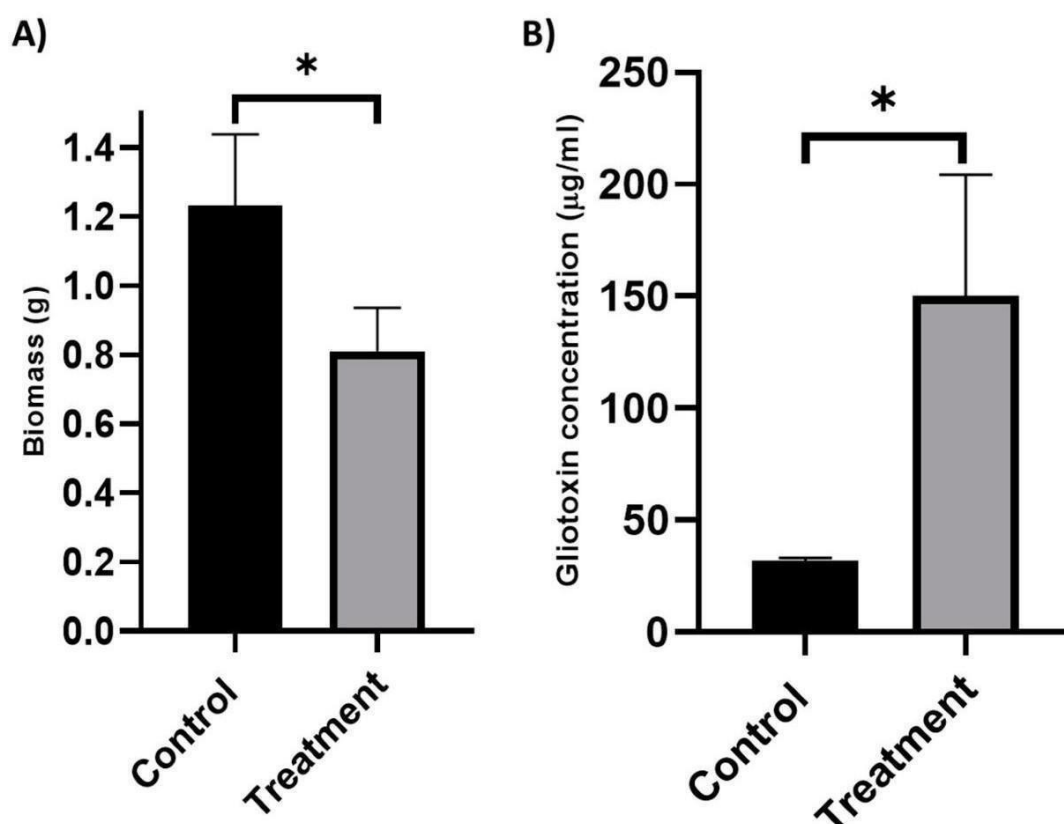 A)
*
1.4
1.2
1.0
0.8
0.6
0.4
0.2
0.0
Biomass (g)
Control
Treatment
B)
*
250
200
150
100
50
0
Gliotoxin concentration (µg/ml)
Control
Treatment